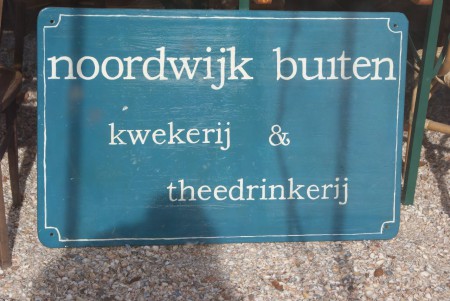 noordwijk buiten
kwekerij &
theedrinkerij